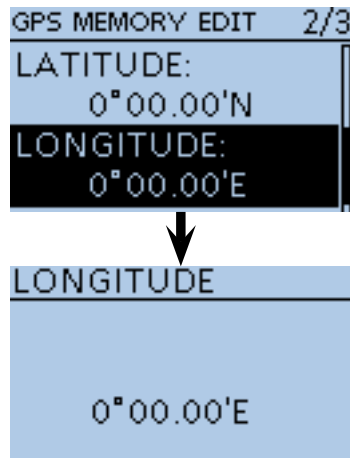 GPS MEMORY EDIT 2/3
LATITUDE:
0°00.00'N
LONGITUDE:
0°00.00'E
LONGITUDE
0°00.00'E